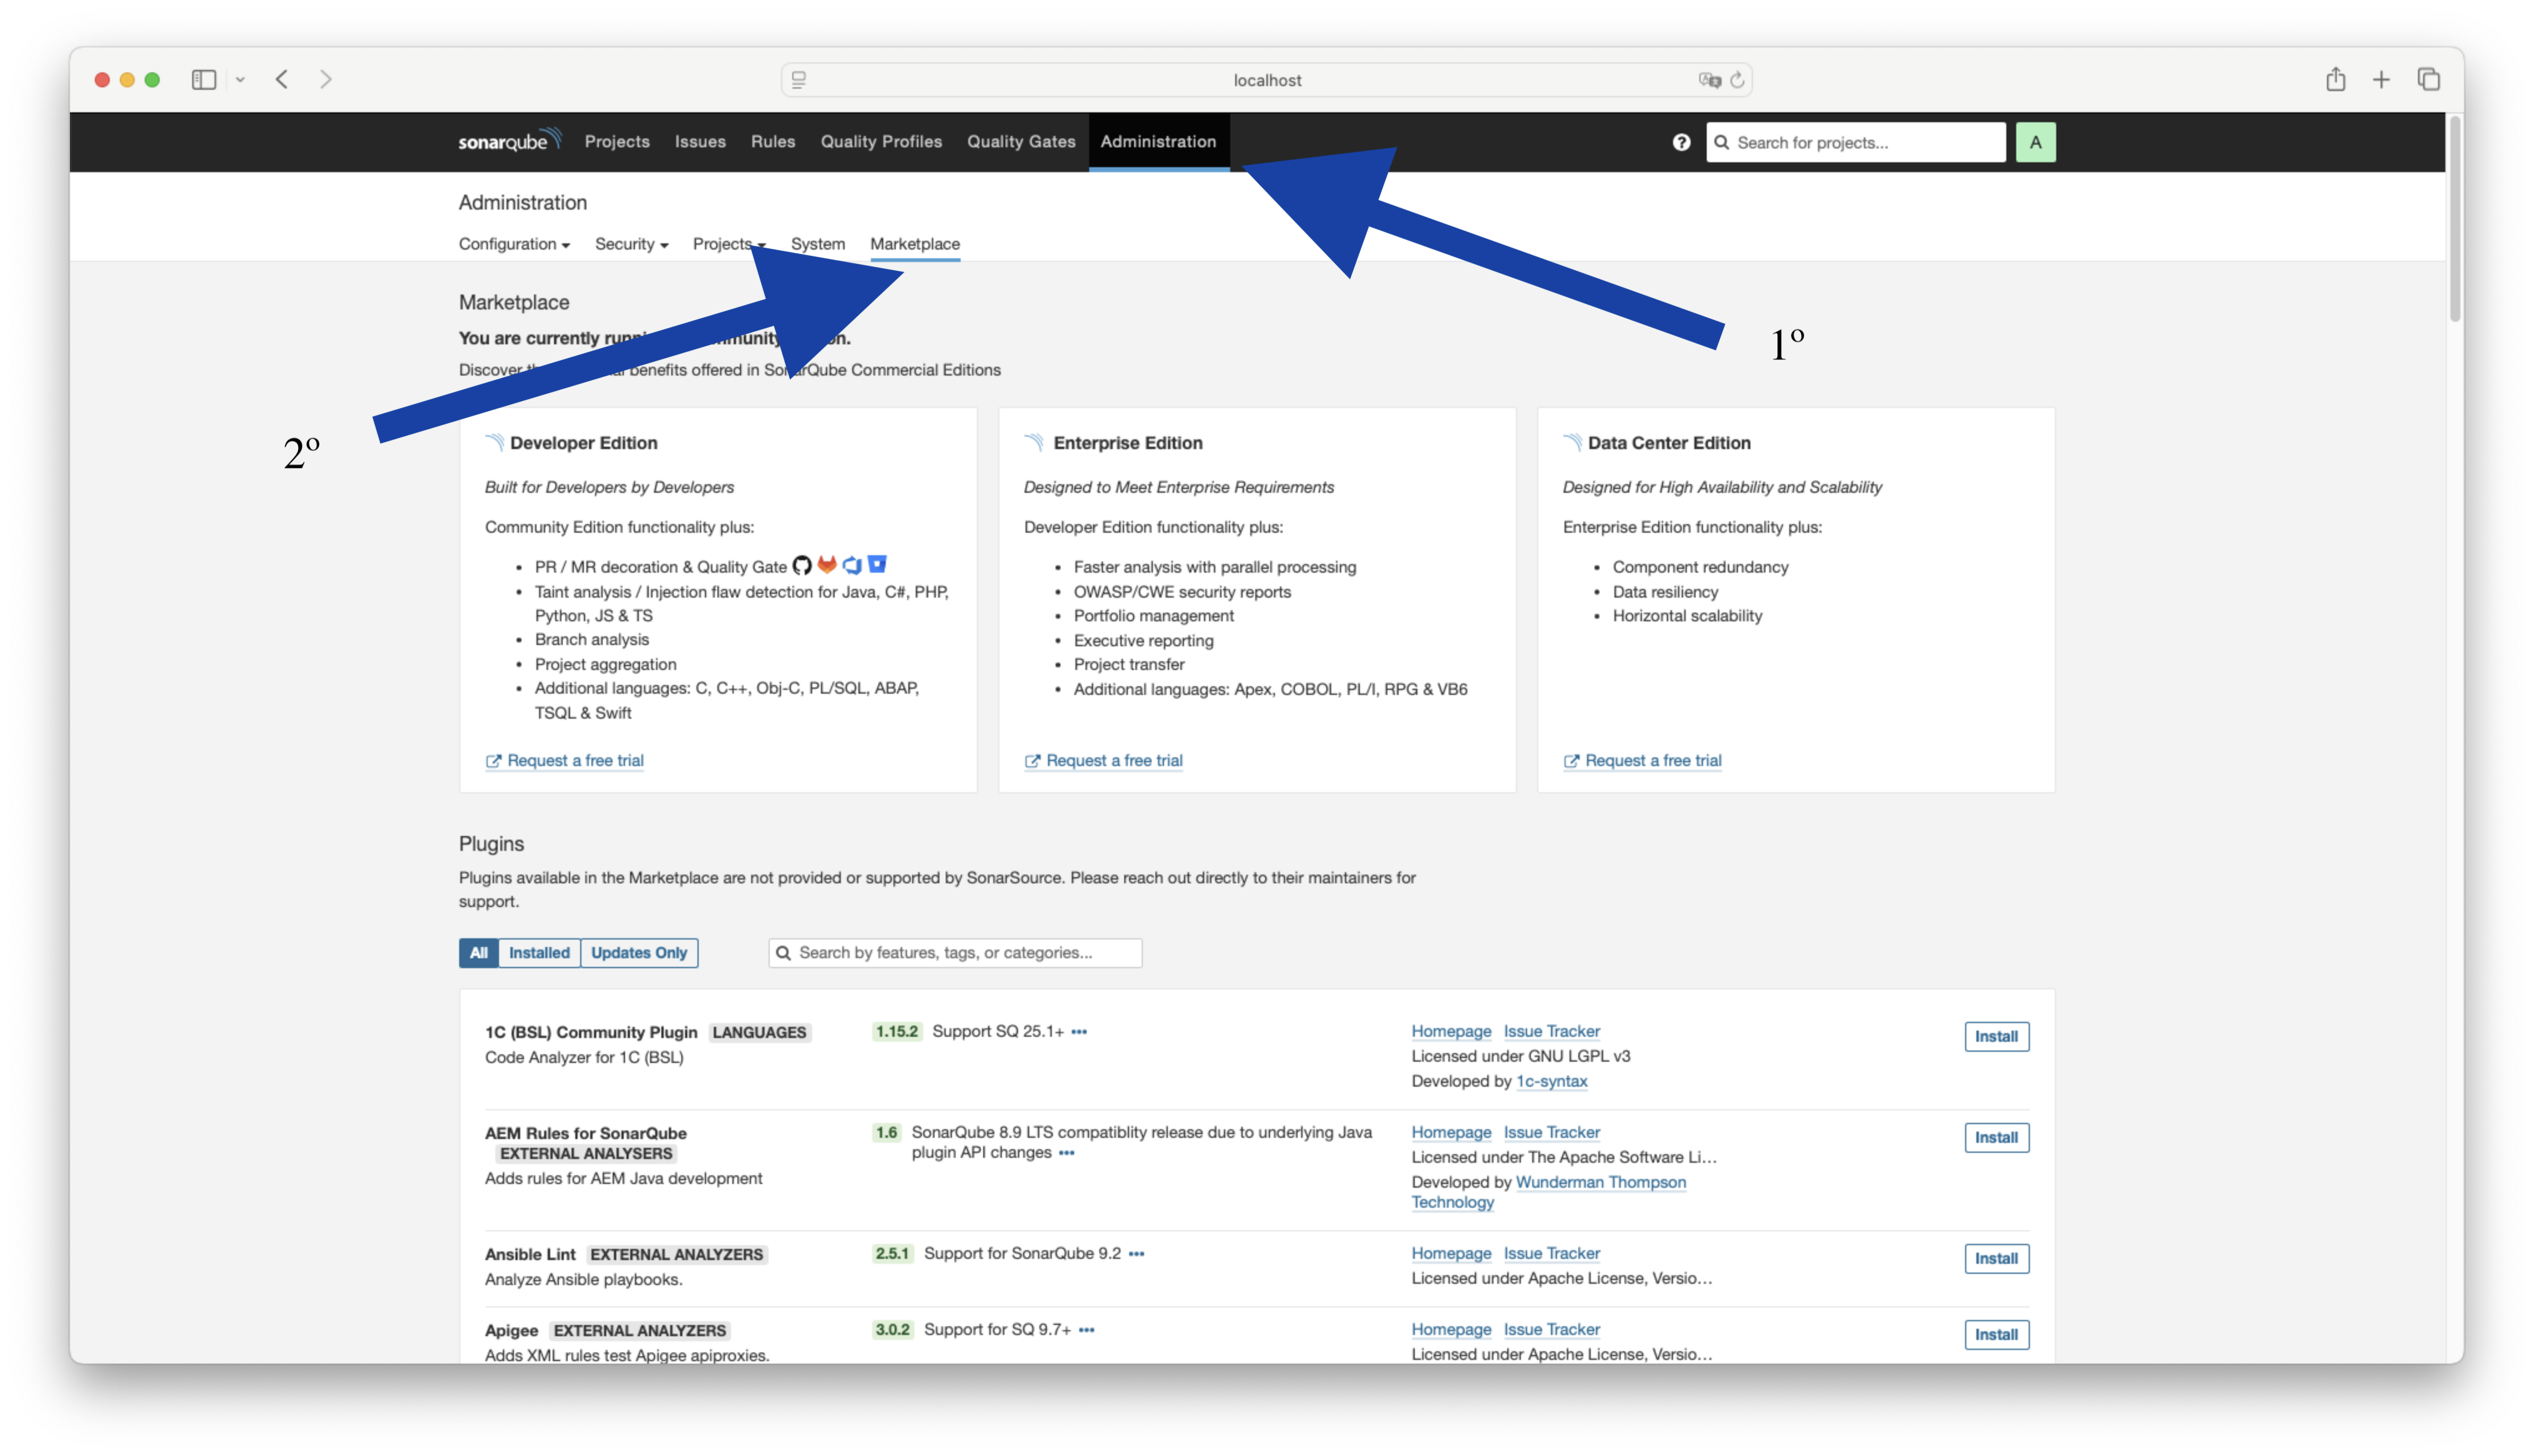 localhost
sonarqube Projects Issues Rules Quality Profiles Quality Gates Administration Search for projects... A
Administration
Configuration Security Projects System Marketplace
Marketplace
You are currently
Discover benefits offered in SonarQube Commercial Editions
1º
2º
Developer Edition
Built for Developers by Developers
Community Edition functionality plus:
• PR / MR decoration & Quality Gate
• Taint analysis / Injection flaw detection for Java, C#, PHP,
Python, JS & TS
• Branch analysis
• Project aggregation
• Additional languages: C, C++, Obj-C, PL/SQL, ABAP,
TSQL & Swift
Request a free trial
Enterprise Edition
Designed to Meet Enterprise Requirements
Developer Edition functionality plus:
• Faster analysis with parallel processing
• OWASP/CWE security reports
• Portfolio management
• Executive reporting
• Project transfer
• Additional languages: Apex, COBOL, PL/I, RPG & VB6
Request a free trial
Data Center Edition
Designed for High Availability and Scalability
Enterprise Edition functionality plus:
• Component redundancy
• Data resiliency
• Horizontal scalability
Request a free trial
Plugins
Plugins available in the Marketplace are not provided or supported by SonarSource. Please reach out directly to their maintainers for
support.
All Installed Updates Only Search by features, tags, or categories...
1C (BSL) Community Plugin LANGUAGES
Code Analyzer for 1C (BSL)
1.15.2 Support SQ 25.1+ •••
Homepage Issue Tracker
Licensed under GNU LGPL v3
Developed by 1c-syntax
Install
AEM Rules for SonarQube
EXTERNAL ANALYSERS
Adds rules for AEM Java development
1.6 SonarQube 8.9 LTS compatiblity release due to underlying Java
plugin API changes •••
Homepage Issue Tracker
Licensed under The Apache Software Li...
Developed by Wunderman Thompson
Technology
Install
Ansible Lint EXTERNAL ANALYZERS
Analyze Ansible playbooks.
2.5.1 Support for SonarQube 9.2 •••
Homepage Issue Tracker
Licensed under Apache License, Versio...
Install
Apigee EXTERNAL ANALYZERS
Adds XML rules test Apigee apiproxies.
3.0.2 Support for SQ 9.7+ •••
Homepage Issue Tracker
Licensed under Apache License, Versio...
Install